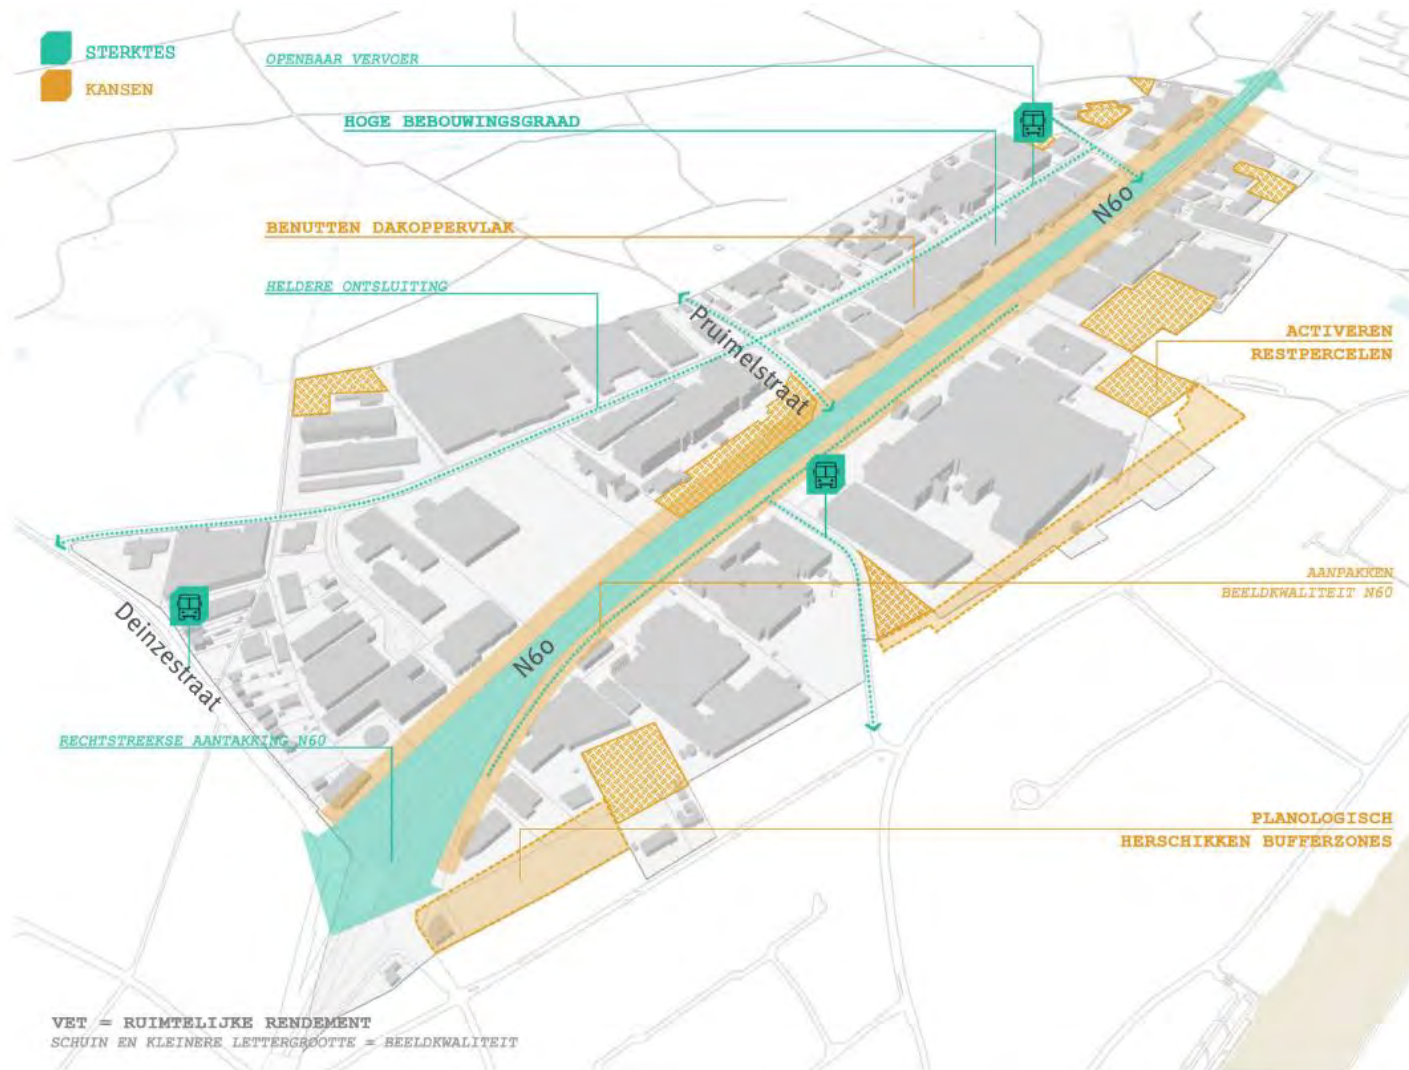 STERKTES
KANSEN
OPENBAAR VERVOER
HOGE BEBOUWINGSGRAAD
N60
BENUTTEN DAKOPPERVLAK
HELDERE ONTSLUITING
Pruimelstraat
ACTIVEREN
RESTPERCELEN
AANPAKKEN
BEELDKWALITEIT N60
Deinzestraat
N60
RECHTSTREEKSE AANTAKKING N60
PLANOLOGISCH
HERSCHIKKEN BUFFERZONES
VET = RUIMTELIJKE RENDEMENT
SCHUIN EN KLEINERE LETTERGROOTTE = BEELDKWALITEIT